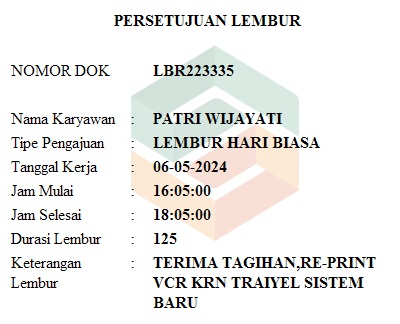 PERSETUJUAN LEMBUR
NOMOR DOK LBR223335
Nama Karyawan : PATRI WIJAYATI
Tipe Pengajuan : LEMBUR HARI BIASA
Tanggal Kerja : 06-05-2024
Jam Mulai : 16:05:00
Jam Selesai : 18:05:00
Durasi Lembur : 125
Keterangan : TERIMA TAGIHAN,RE-PRINT
Lembur VCR KRN TRAIYEL SISTEM
BARU